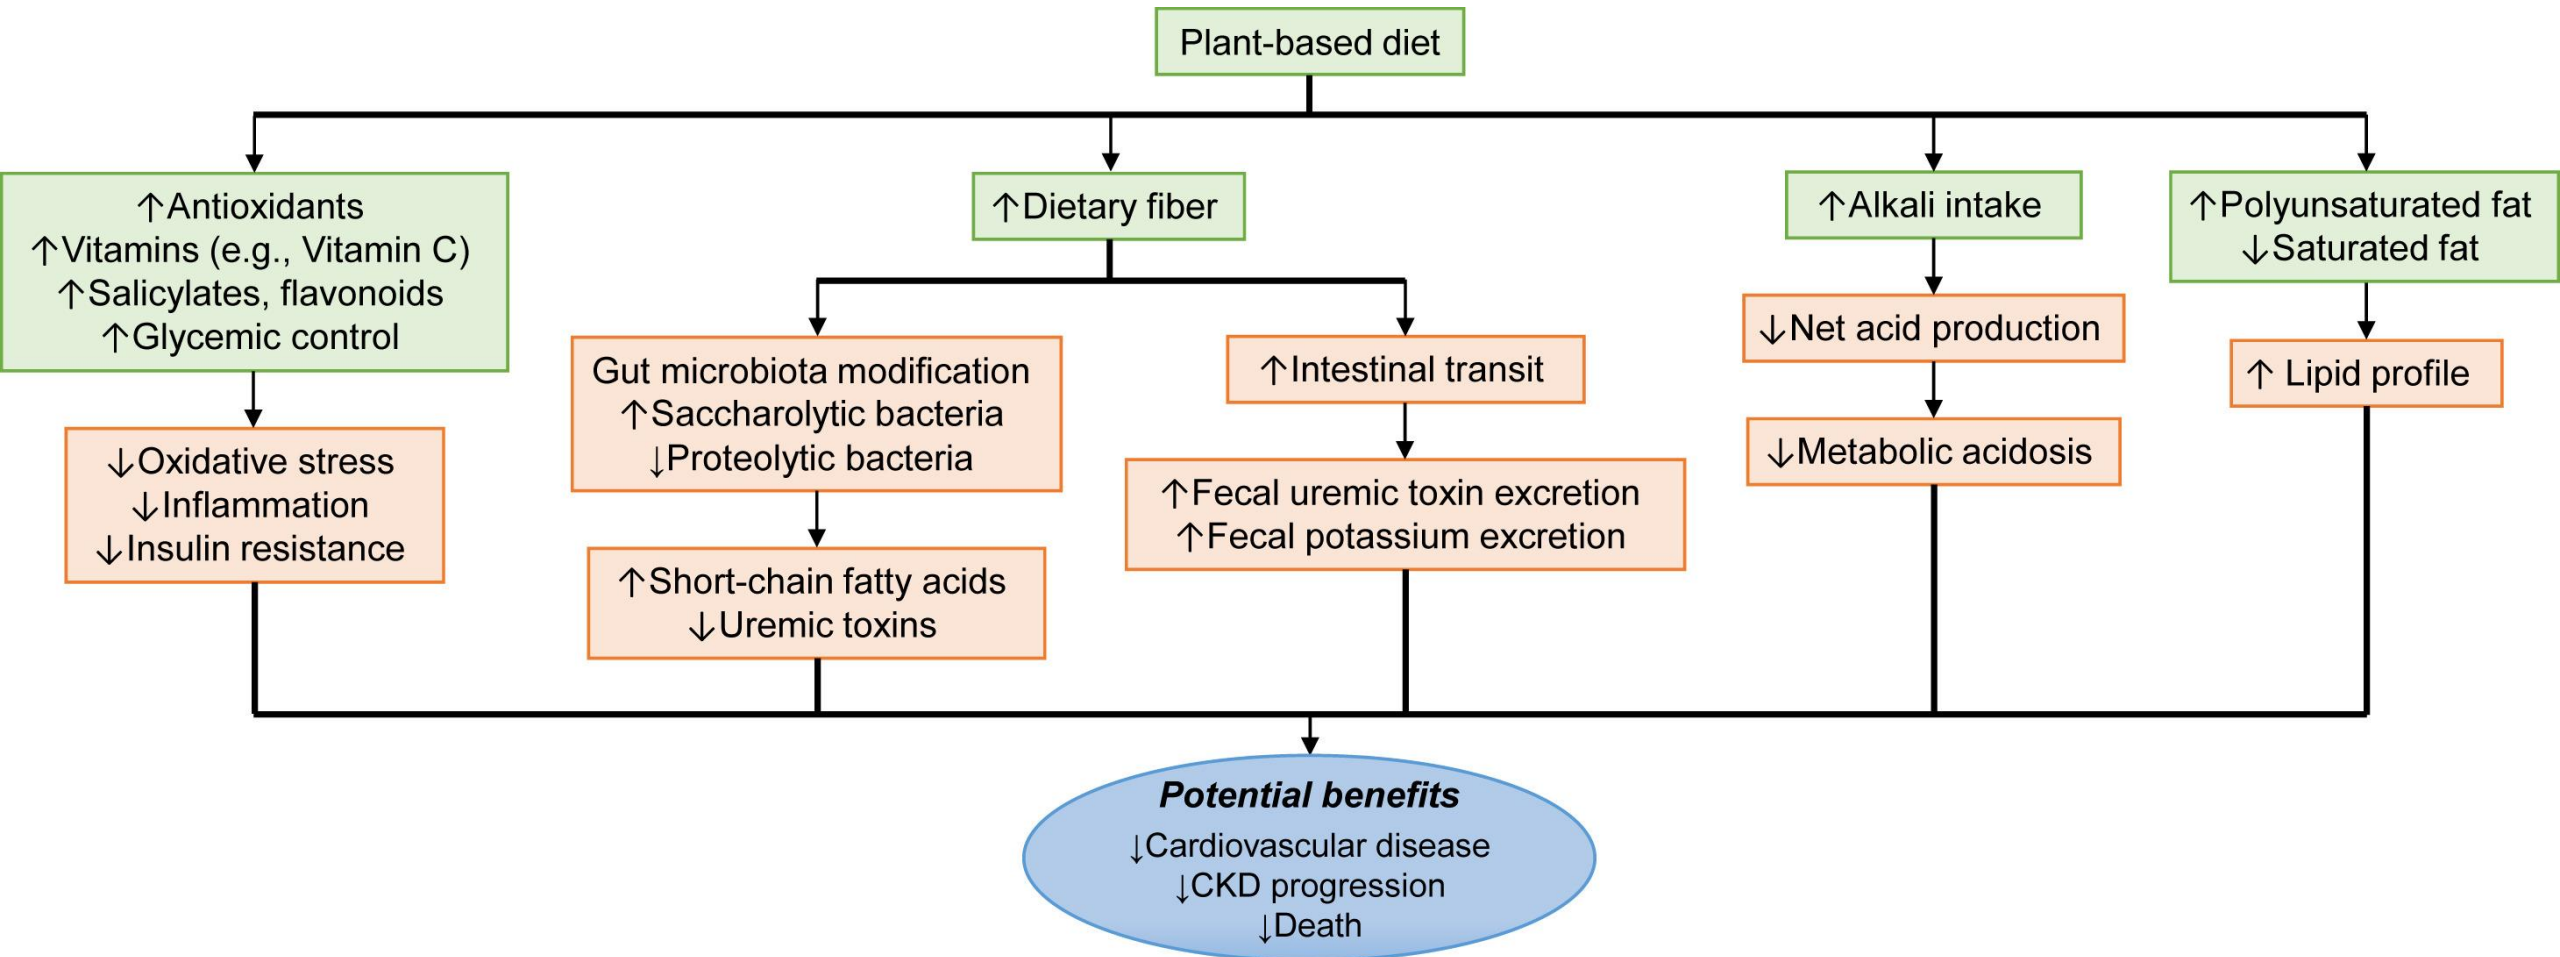 Plant-based diet
↑Antioxidants
↑Vitamins (e.g., Vitamin C)
↑Salicylates, flavonoids
↑Glycemic control
↑Dietary fiber
↑Alkali intake
↑Polyunsaturated fat
↓Saturated fat
↓Oxidative stress
↓Inflammation
↓Insulin resistance
Gut microbiota modification
↑Saccharolytic bacteria
↓Proteolytic bacteria
↑Short-chain fatty acids
↓Uremic toxins
↑Intestinal transit
↑Fecal uremic toxin excretion
↑Fecal potassium excretion
↓Net acid production
↓Metabolic acidosis
↑ Lipid profile
Potential benefits
↓Cardiovascular disease
↓CKD progression
↓Death